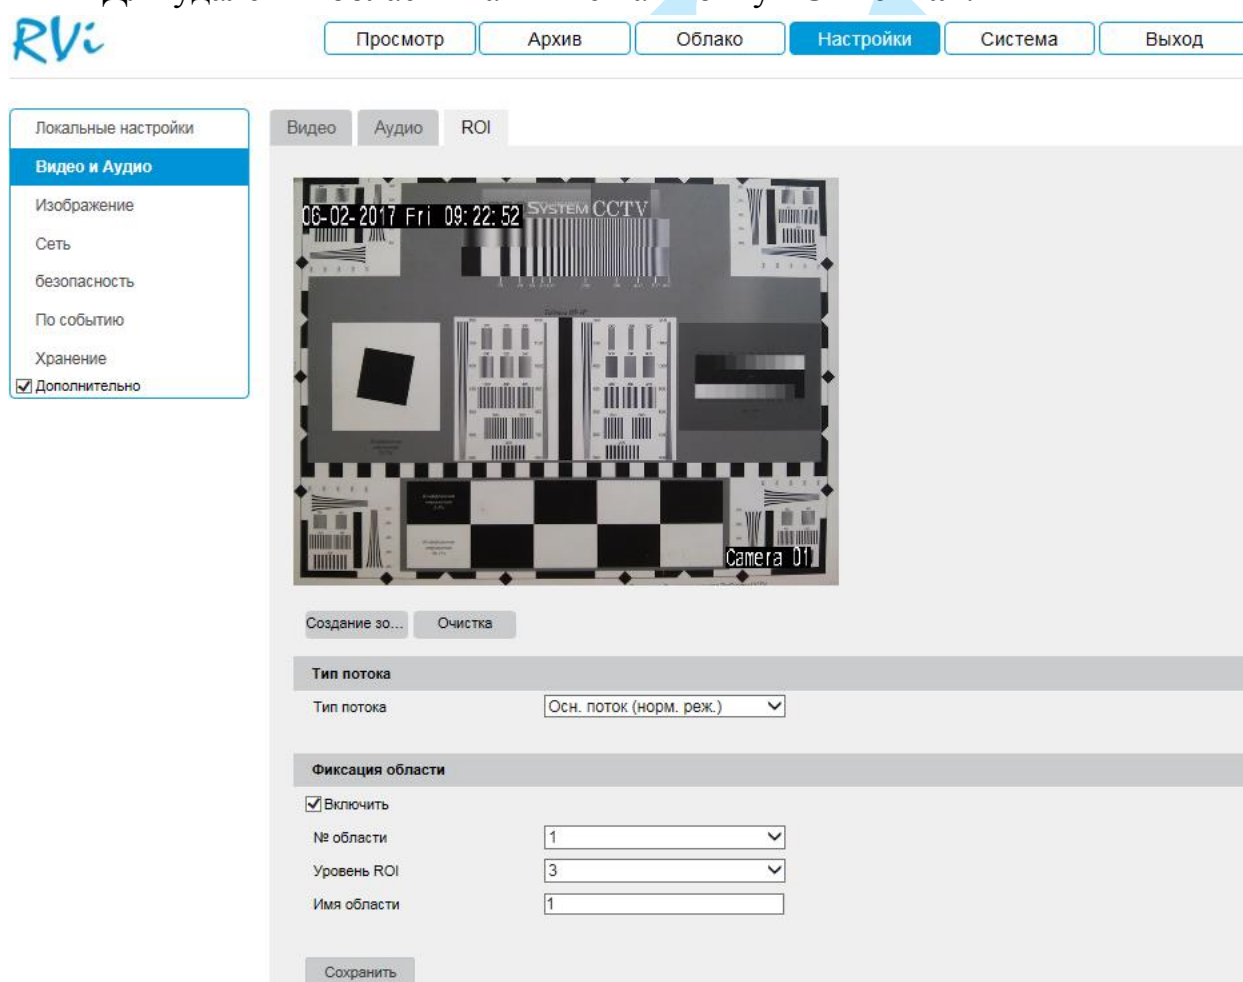 RVi
Просмотр Архив Облако Настройки Система Выход
Локальные настройки
Видео и Аудио
Изображение
Сеть
безопасность
По событию
Хранение
Дополнительно
Видео Аудио ROI
SYSTEM CCTV
06-02-2017 Fri 09:22:52
Camera 01
Создание зо... Очистка
Тип потока
Тип потока Осн. поток (норм. реж.)
Фиксация области
Включить
№ области 1
Уровень ROI 3
Имя области 1
Сохранить